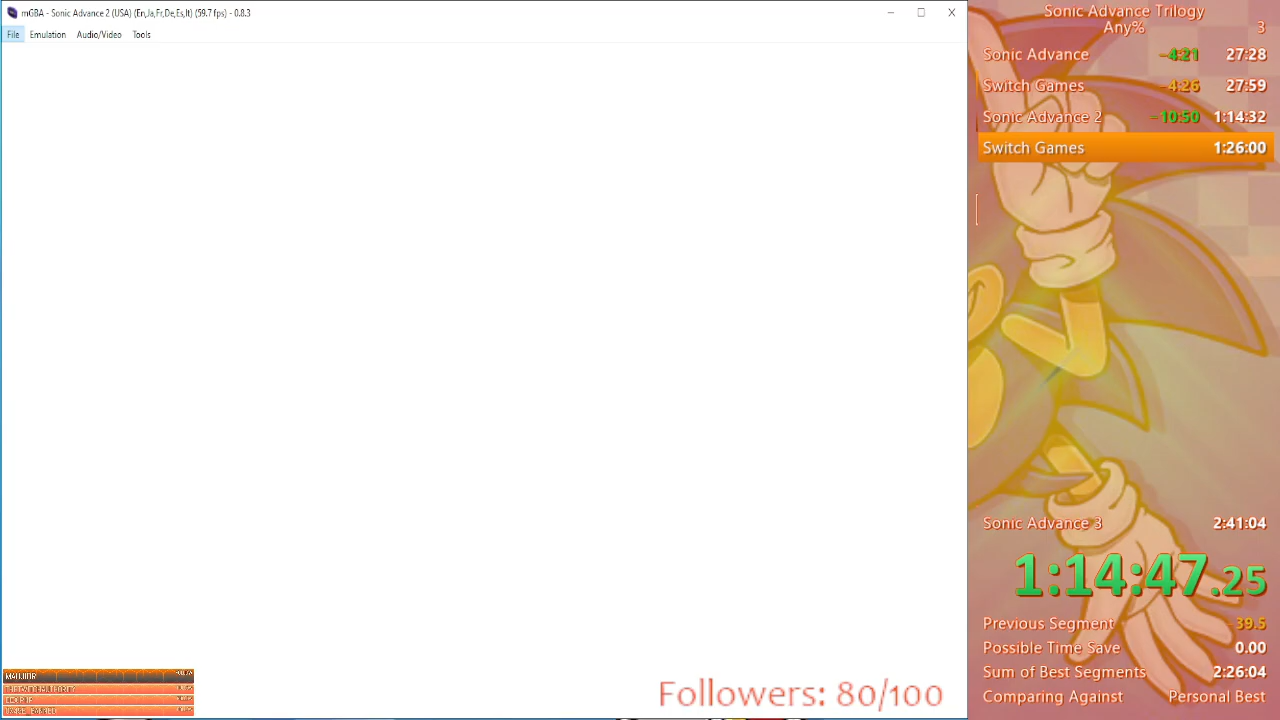 mGBA - Sonic Advance 2 (USA) (En,Ja,Fr,De,Es,It) (59.7 fps) - 0.8.3
File Emulation Audio/Video Tools
Sonic Advance Trilogy
Any% 3
Sonic Advance -4:21 27:28
Switch Games -4:26 27:59
Sonic Advance 2 -10:50 1:14:32
Switch Games 1:26:00
Sonic Advance 3 2:41:04
1:14:47.25
Previous Segment -39.5
Possible Time Save 0.00
Sum of Best Segments 2:26:04
Comparing Against Personal Best
Followers: 80/100